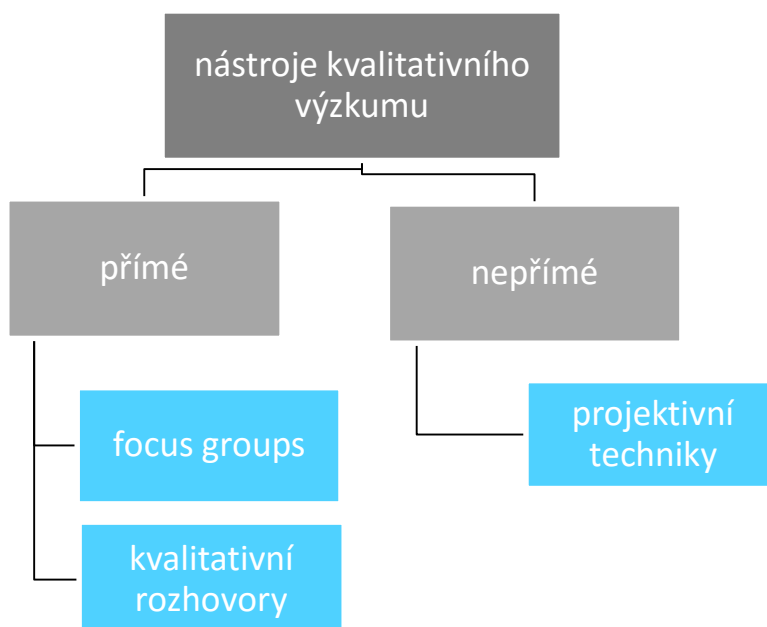 nástroje kvalitativního
výzkumu
přímé
nepřímé
focus groups
projektivní
techniky
kvalitativní
rozhovory